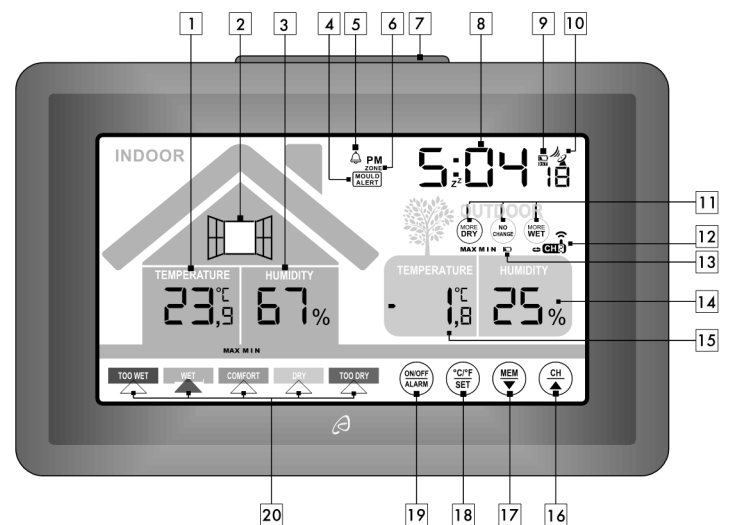 1 2 3 4 5 6 7 8 9 10
INDOOR
PM
ZONE
MOULD
ALERT
5:04 18
zz
OUTDOOR
MORE
DRY
NO
CHANGE
MORE
WET
11
MAX MIN CH 12
13
TEMPERATURE HUMIDITY
23,9 °C 67 %
TEMPERATURE HUMIDITY
1,8 °C 25 %
14
15
MAX MIN
TOO WET WET COMFORT DRY TOO DRY
ON/OFF
ALARM
°C/°F
SET
MEM
CH
20 19 18 17 16